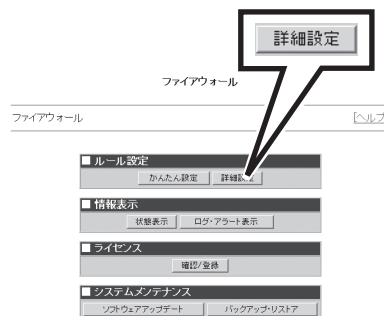 詳細設定
ファイアウォール
ファイアウォール [ヘルプ
■ルール設定
かんたん設定 詳細設定
■情報表示
状態表示 ログ・アラート表示
■ライセンス
確認/登録
■システムメンテナンス
ソフトウェアアップデート バックアップ・リストア